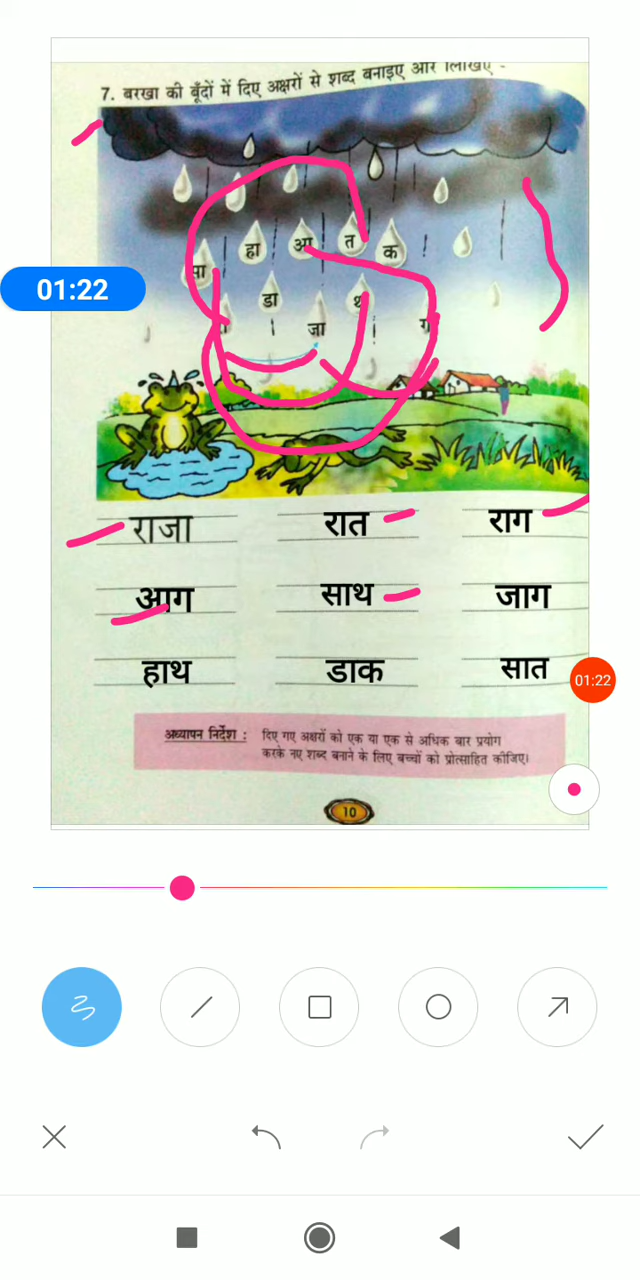 7. बरखा की बूँदों में दिए अक्षरों से शब्द बनाइए और लिखिए -
हा आ त क
सा
01:22
डा थ
रा जा ग
राजा रात राग
आग साथ जाग
हाथ डाक सात
01:22
अध्यापन निर्देश : दिए गए अक्षरों को एक या एक से अधिक बार प्रयोग
करके नए शब्द बनाने के लिए बच्चों को प्रोत्साहित कीजिए।
10